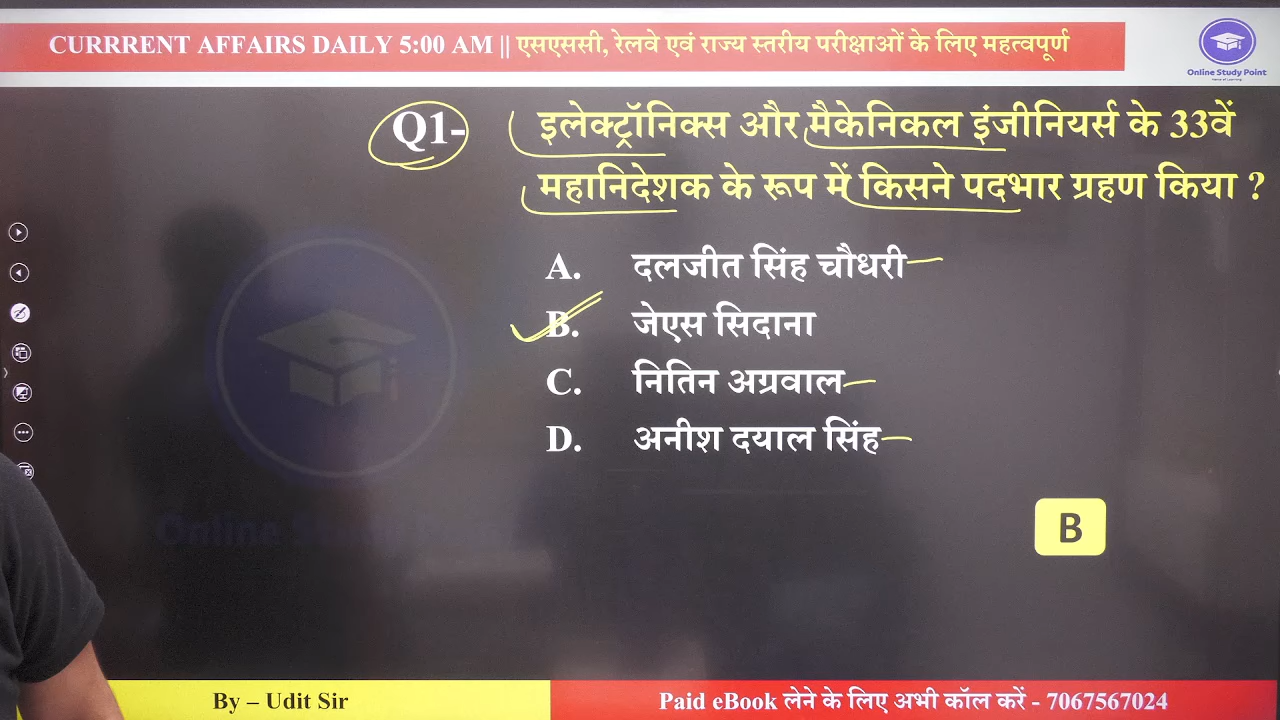 CURRRENT AFFAIRS DAILY 5:00 AM || एसएससी, रेलवे एवं राज्य स्तरीय परीक्षाओं के लिए महत्वपूर्ण
Online Study Point
Q1- इलेक्ट्रॉनिक्स और मैकेनिकल इंजीनियर्स के 33वें
महानिदेशक के रूप में किसने पदभार ग्रहण किया ?
A. दलजीत सिंह चौधरी
B. जेएस सिदाना
C. नितिन अग्रवाल
D. अनीश दयाल सिंह
B
By – Udit Sir
Paid eBook लेने के लिए अभी कॉल करें - 7067567024